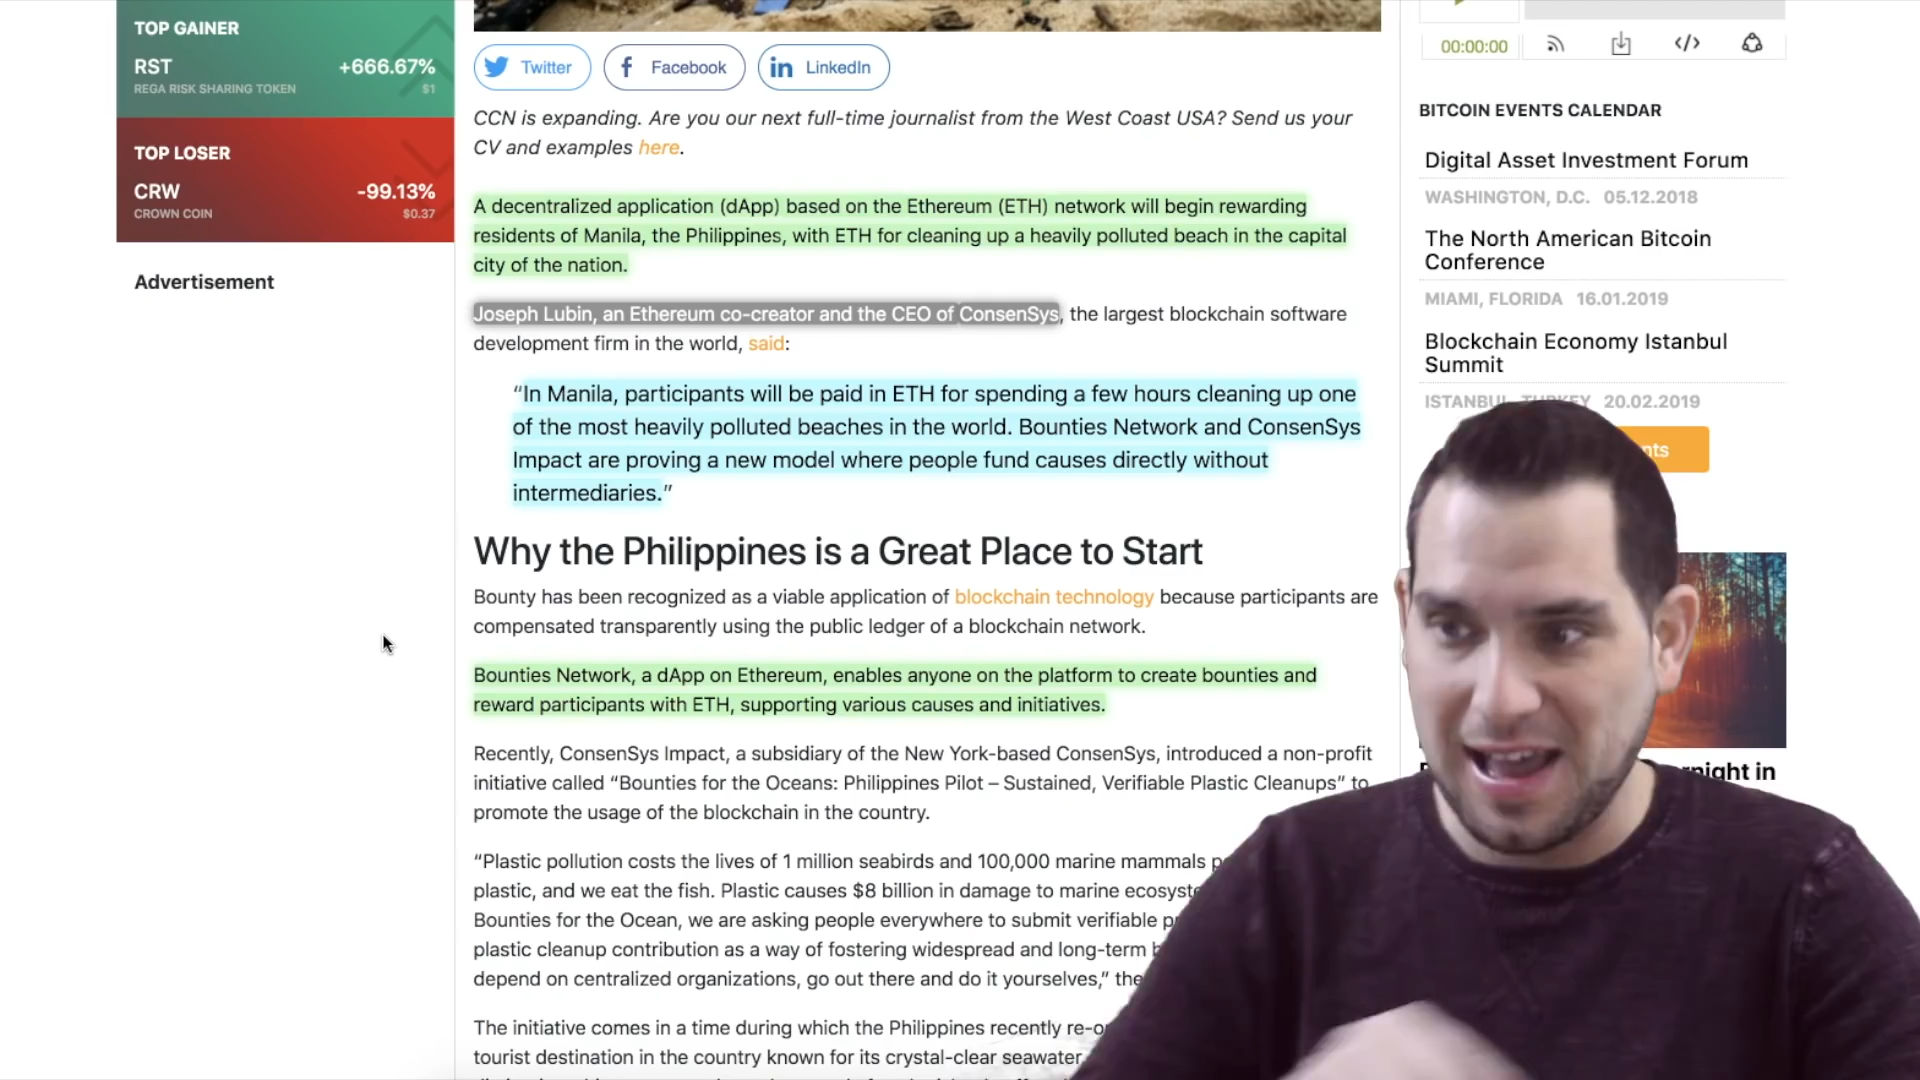 TOP GAINER
RST +666.67%
REGA RISK SHARING TOKEN $1
TOP LOSER
CRW -99.13%
CROWN COIN $0.37
Advertisement
Twitter Facebook LinkedIn
CCN is expanding. Are you our next full-time journalist from the West Coast USA? Send us your
CV and examples here.
A decentralized application (dApp) based on the Ethereum (ETH) network will begin rewarding
residents of Manila, the Philippines, with ETH for cleaning up a heavily polluted beach in the capital
city of the nation.
Joseph Lubin, an Ethereum co-creator and the CEO of ConsenSys, the largest blockchain software
development firm in the world, said:
“In Manila, participants will be paid in ETH for spending a few hours cleaning up one
of the most heavily polluted beaches in the world. Bounties Network and ConsenSys
Impact are proving a new model where people fund causes directly without
intermediaries.”
Why the Philippines is a Great Place to Start
Bounty has been recognized as a viable application of blockchain technology because participants are
compensated transparently using the public ledger of a blockchain network.
Bounties Network, a dApp on Ethereum, enables anyone on the platform to create bounties and
reward participants with ETH, supporting various causes and initiatives.
Recently, ConsenSys Impact, a subsidiary of the New York-based ConsenSys, introduced a non-profit
initiative called “Bounties for the Oceans: Philippines Pilot – Sustained, Verifiable Plastic Cleanups” to
promote the usage of the blockchain in the country.
“Plastic pollution costs the lives of 1 million seabirds and 100,000 marine mammals
plastic, and we eat the fish. Plastic causes $8 billion in damage to marine
Bounties for the Ocean, we are asking people everywhere to submit verifiable
plastic cleanup contribution as a way of fostering widespread and long-term
depend on centralized organizations, go out there and do it yourselves,”
The initiative comes in a time during which the Philippines recently
tourist destination in the country known for its crystal-clear seawater
00:00:00
BITCOIN EVENTS CALENDAR
Digital Asset Investment Forum
WASHINGTON, D.C. 05.12.2018
The North American Bitcoin
Conference
MIAMI, FLORIDA 16.01.2019
Blockchain Economy Istanbul
Summit
ISTANBUL, TURKEY 20.02.2019
in